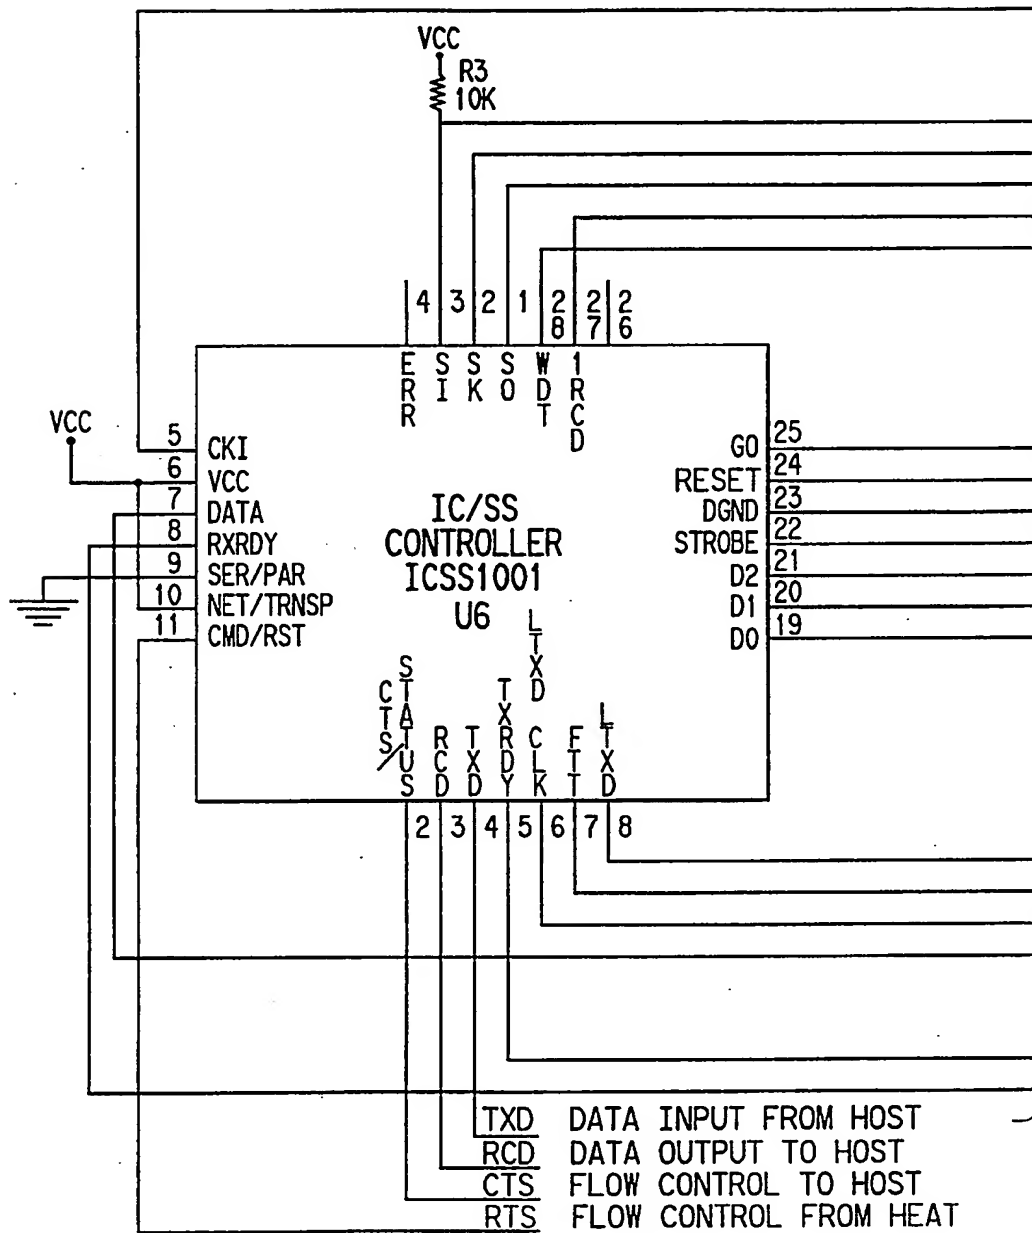 VCC
R3
10K
4 3 2 1 28 27 26
ERR SI SK SO WDT 1RCD
VCC
5 CKI
6 VCC
7 DATA
8 RXRDY
9 SER/PAR
10 NET/TRNSP
11 CMD/RST
IC/SS
CONTROLLER
ICSS1001
U6
GO 25
RESET 24
DGND 23
STROBE 22
D2 21
D1 20
DO 19
CTS/STATUS RCD TXD TXRDY LTXD CLK FTT LTXD
2 3 4 5 6 7 8
TXD DATA INPUT FROM HOST
RCD DATA OUTPUT TO HOST
CTS FLOW CONTROL TO HOST
RTS FLOW CONTROL FROM HEAT